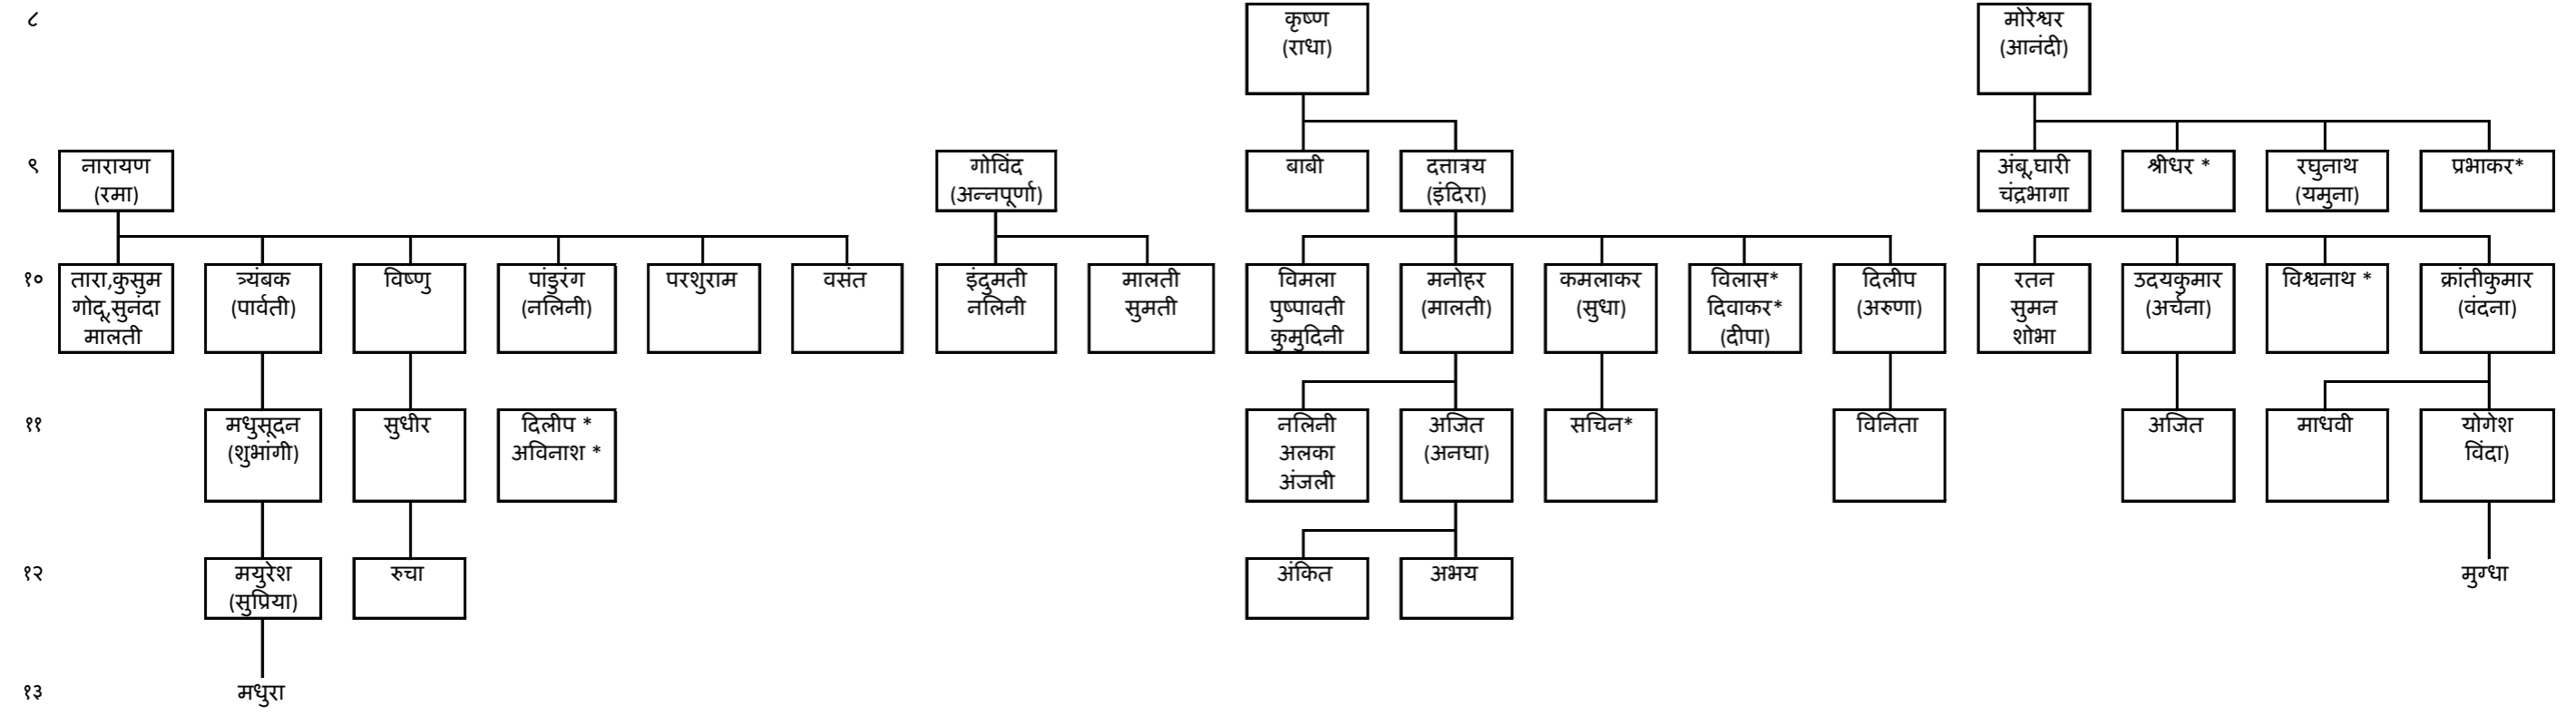 ८
कृष्ण
(राधा)
मोरेश्वर
(आनंदी)
९
नारायण
(रमा)
गोविंद
(अन्नपूर्णा)
बाबी
दत्तात्रय
(इंदिरा)
अंबू,घारी
चंद्रभागा
श्रीधर *
रघुनाथ
(यमुना)
प्रभाकर*
१०
तारा,कुसुम
गोदू,सुनंदा
मालती
त्र्यंबक
(पार्वती)
विष्णु
पांडुरंग
(नलिनी)
परशुराम
वसंत
इंदुमती
नलिनी
मालती
सुमती
विमला
पुष्पावती
कुमुदिनी
मनोहर
(मालती)
कमलाकर
(सुधा)
विलास*
दिवाकर*
(दीपा)
दिलीप
(अरुणा)
रतन
सुमन
शोभा
उदयकुमार
(अर्चना)
विश्वनाथ *
क्रांतीकुमार
(वंदना)
११
मधुसूदन
(शुभांगी)
सुधीर
दिलीप *
अविनाश *
नलिनी
अलका
अंजली
अजित
(अनघा)
सचिन*
विनिता
अजित
माधवी
योगेश
विंदा)
१२
मयुरेश
(सुप्रिया)
रुचा
अंकित
अभय
मुग्धा
१३
मधुरा